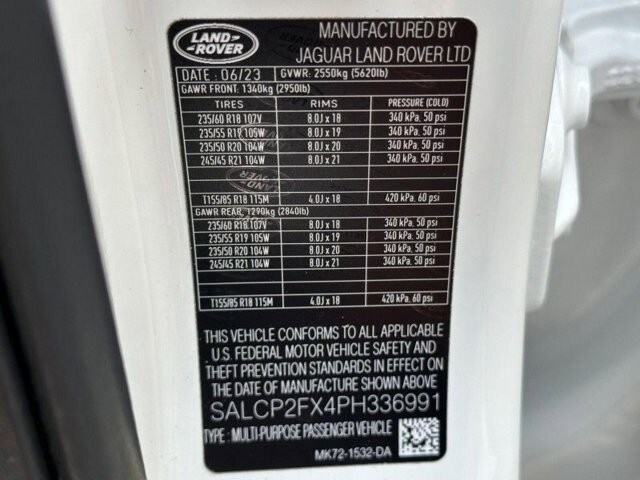 LAND ROVER
MANUFACTURED BY
JAGUAR LAND ROVER LTD
DATE : 06/23 GVWR: 2550kg (5620lb)
GAWR FRONT: 1340kg (2950lb)
TIRES RIMS PRESSURE (COLD)
235/60 R18 107V 8.0J x 18 340 kPa, 50 psi
235/55 R19 105W 8.0J x 19 340 kPa, 50 psi
235/50 R20 104W 8.0J x 20 340 kPa, 50 psi
245/45 R21 104W 8.0J x 21 340 kPa, 50 psi
LAND ROVER
T155/85 R18 115M 4.0J x 18 420 kPa, 60 psi
GAWR REAR: 1290kg (2840lb)
235/60 R18 107V 8.0J x 18 340 kPa, 50 psi
235/55 R19 105W 8.0J x 19 340 kPa, 50 psi
235/50 R20 104W 8.0J x 20 340 kPa, 50 psi
245/45 R21 104W 8.0J x 21 340 kPa, 50 psi
T155/85 R18 115M 4.0J x 18 420 kPa, 60 psi
THIS VEHICLE CONFORMS TO ALL APPLICABLE
U.S. FEDERAL MOTOR VEHICLE SAFETY AND
THEFT PREVENTION STANDARDS IN EFFECT
ON THE DATE OF MANUFACTURE SHOWN ABOVE
SALCP2FX4PH336991
TYPE : MULTI-PURPOSE PASSENGER VEHICLE
MK72-1532-DA